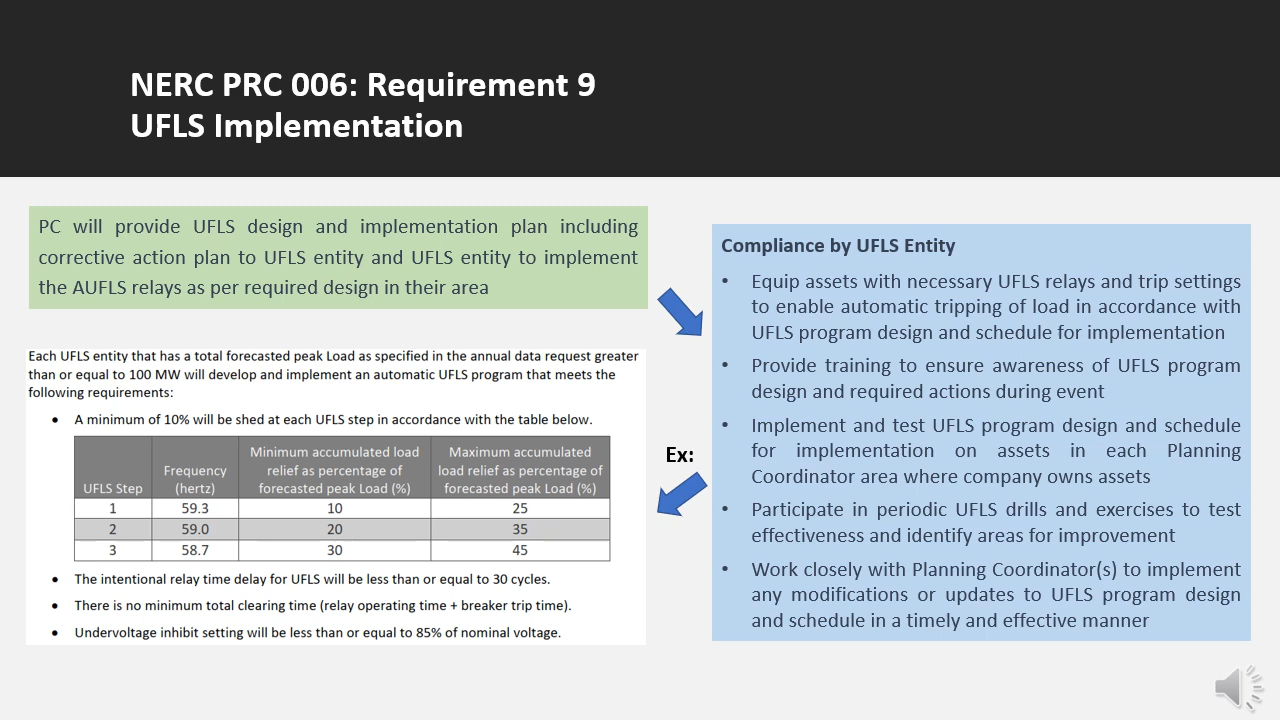 NERC PRC 006: Requirement 9
UFLS Implementation
PC will provide UFLS design and implementation plan including
corrective action plan to UFLS entity and UFLS entity to implement
the AUFLS relays as per required design in their area
Each UFLS entity that has a total forecasted peak Load as specified in the annual data request greater
than or equal to 100 MW will develop and implement an automatic UFLS program that meets the
following requirements:
• A minimum of 10% will be shed at each UFLS step in accordance with the table below.
UFLS Step | Frequency (hertz) | Minimum accumulated load relief as percentage of forecasted peak Load (%) | Maximum accumulated load relief as percentage of forecasted peak Load (%)
1 | 59.3 | 10 | 25
2 | 59.0 | 20 | 35
3 | 58.7 | 30 | 45
• The intentional relay time delay for UFLS will be less than or equal to 30 cycles.
• There is no minimum total clearing time (relay operating time + breaker trip time).
• Undervoltage inhibit setting will be less than or equal to 85% of nominal voltage.
Ex:
Compliance by UFLS Entity
• Equip assets with necessary UFLS relays and trip settings
to enable automatic tripping of load in accordance with
UFLS program design and schedule for implementation
• Provide training to ensure awareness of UFLS program
design and required actions during event
• Implement and test UFLS program design and schedule
for implementation on assets in each Planning
Coordinator area where company owns assets
• Participate in periodic UFLS drills and exercises to test
effectiveness and identify areas for improvement
• Work closely with Planning Coordinator(s) to implement
any modifications or updates to UFLS program design
and schedule in a timely and effective manner